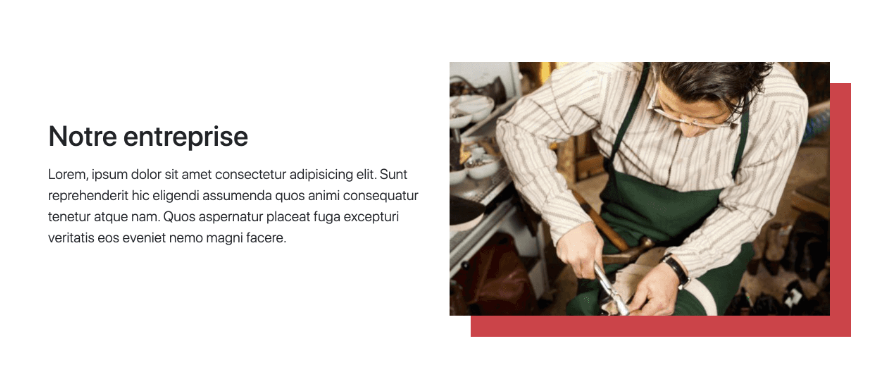 Notre entreprise
Lorem, ipsum dolor sit amet consectetur adipisicing elit. Sunt
reprehenderit hic eligendi assumenda quos animi consequatur
tenetur atque nam. Quos aspernatur placeat fuga excepturi
veritatis eos eveniet nemo magni facere.